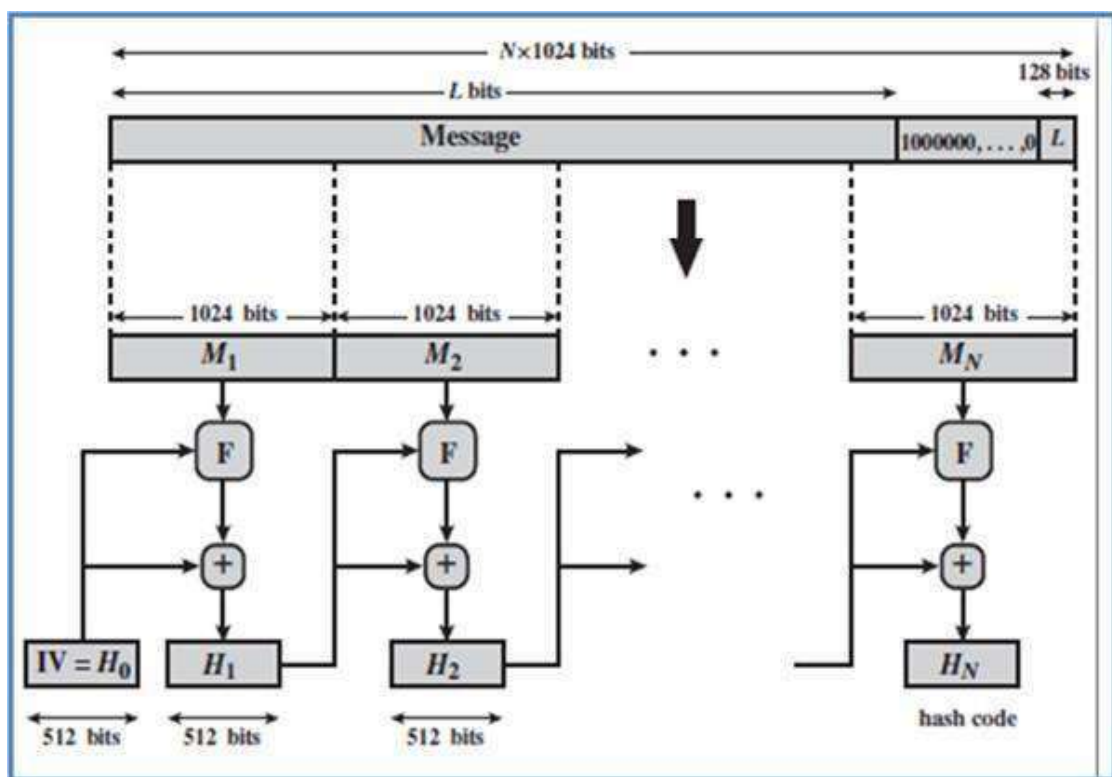 N×1024 bits
128 bits
L bits
Message
1000000, . . . ,0
L
1024 bits
1024 bits
1024 bits
M1
M2
. . .
MN
F
F
F
. . .
+
+
+
IV = H0
H1
H2
HN
hash code
512 bits
512 bits
512 bits